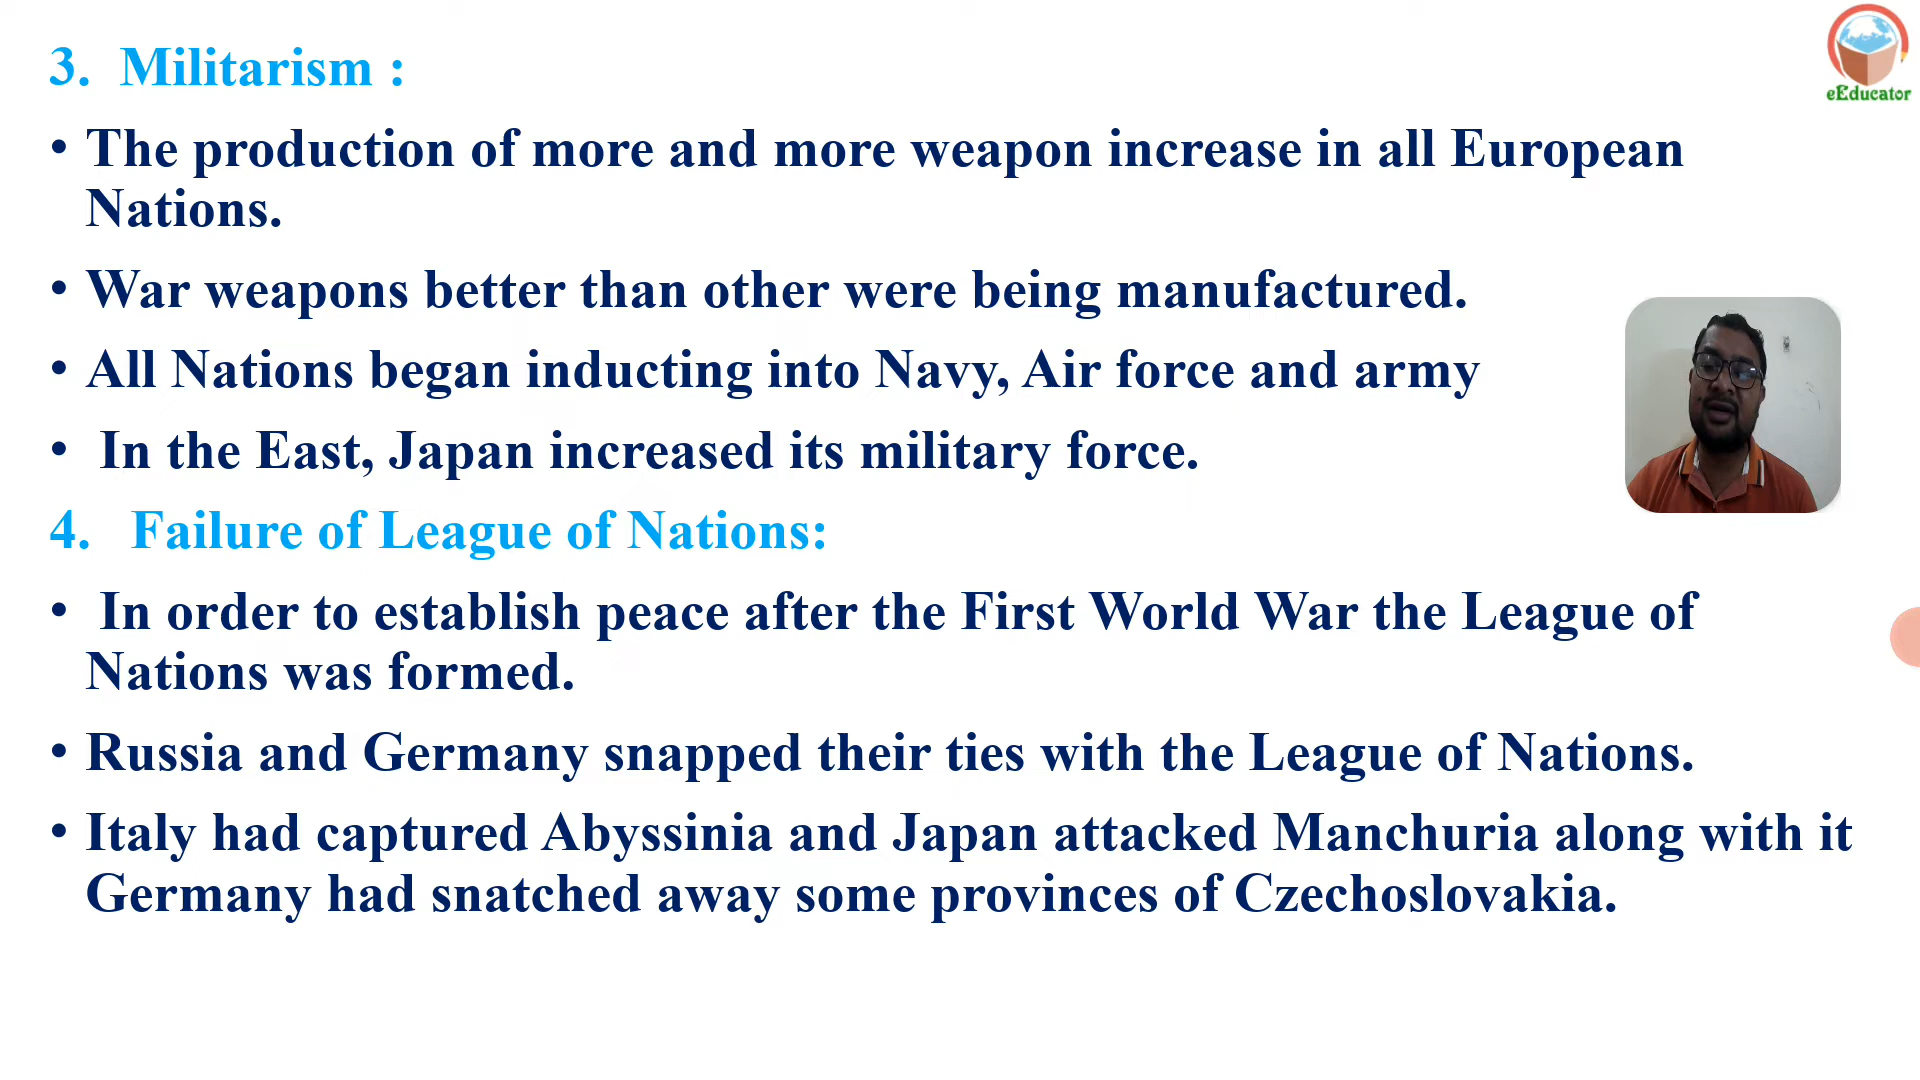 eEducator
3. Militarism :
• The production of more and more weapon increase in all European
Nations.
• War weapons better than other were being manufactured.
• All Nations began inducting into Navy, Air force and army
• In the East, Japan increased its military force.
4. Failure of League of Nations:
• In order to establish peace after the First World War the League of
Nations was formed.
• Russia and Germany snapped their ties with the League of Nations.
• Italy had captured Abyssinia and Japan attacked Manchuria along with it
Germany had snatched away some provinces of Czechoslovakia.